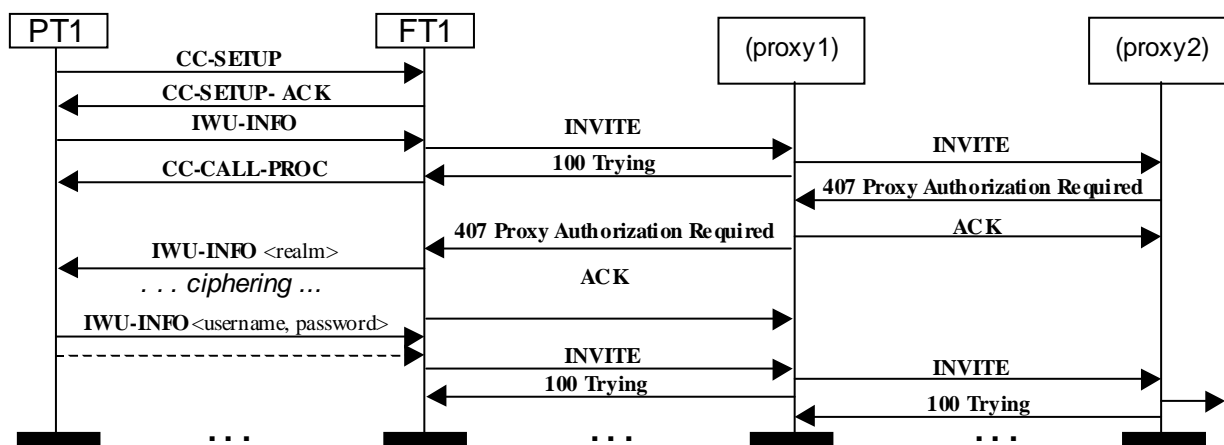 PT1
FT1
(proxy1)
(proxy2)
CC-SETUP
CC-SETUP- ACK
IWU-INFO
INVITE
INVITE
100 Trying
CC-CALL-PROC
407 Proxy Authorization Required
407 Proxy Authorization Required
ACK
IWU-INFO <realm>
. . . ciphering ...
ACK
IWU-INFO <username, password>
INVITE
INVITE
100 Trying
100 Trying
. . .
. . .
. . .